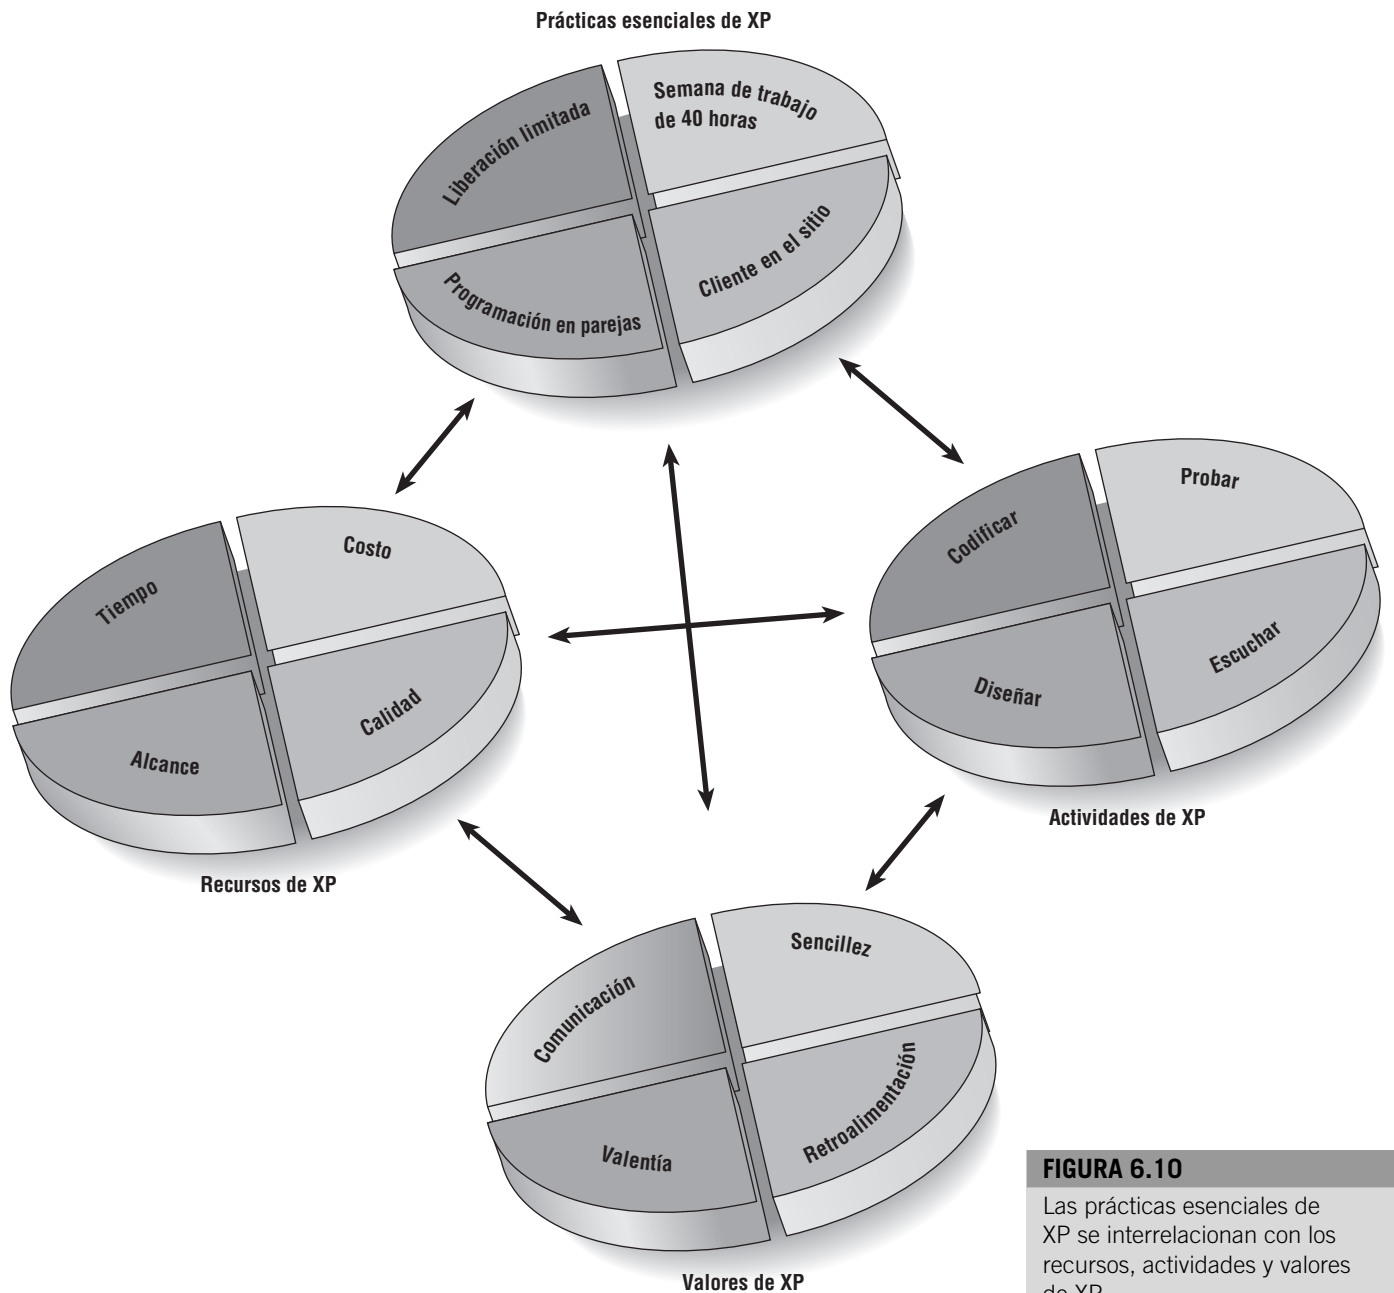 Prácticas esenciales de XP
Liberación limitada
Semana de trabajo
de 40 horas
Programación en parejas
Cliente en el sitio
Tiempo
Costo
Alcance
Calidad
Recursos de XP
Codificar
Probar
Diseñar
Escuchar
Actividades de XP
Comunicación
Sencillez
Valentía
Retroalimentación
Valores de XP
FIGURA 6.10
Las prácticas esenciales de
XP se interrelacionan con los
recursos, actividades y valores
de XP